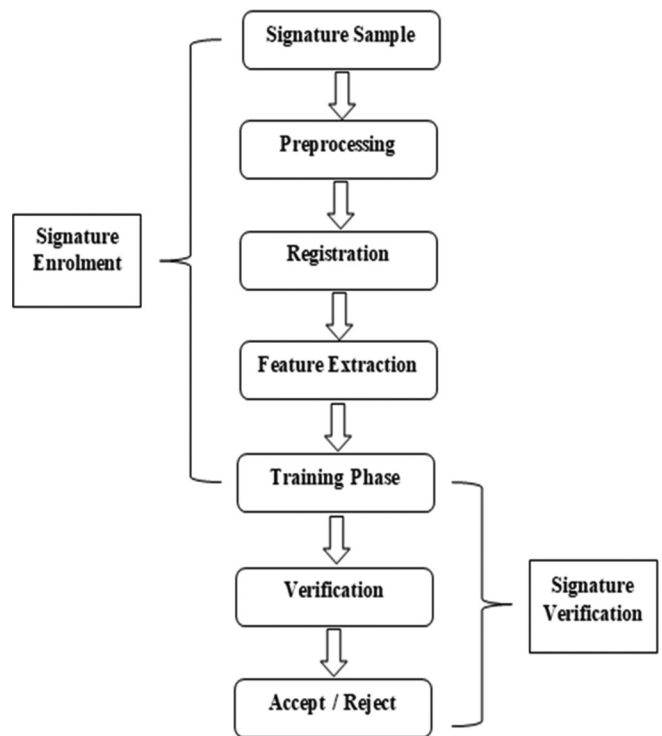 Signature Sample
Preprocessing
Signature
Enrolment
Registration
Feature Extraction
Training Phase
Verification
Signature
Verification
Accept / Reject